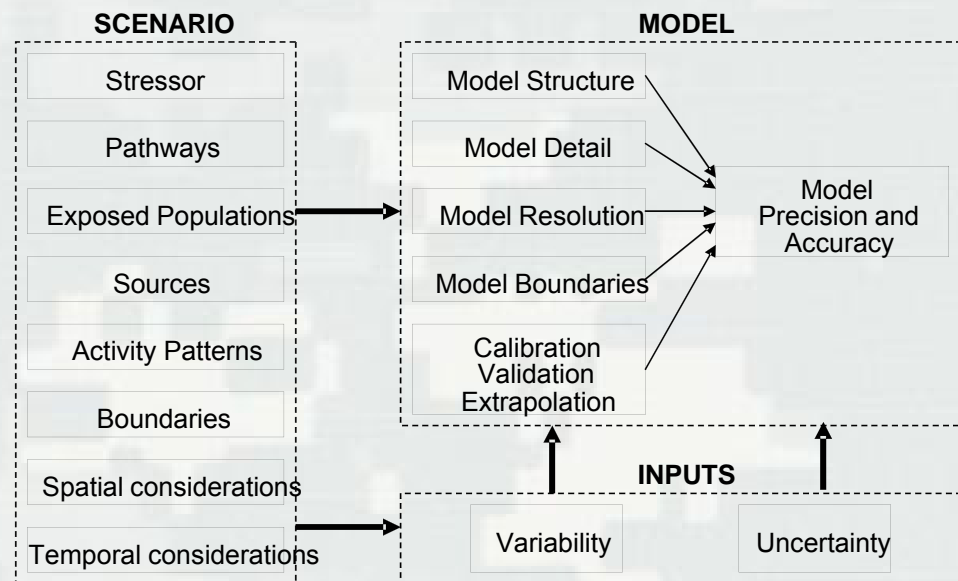 SCENARIO
Stressor
Pathways
Exposed Populations
Sources
Activity Patterns
Boundaries
Spatial considerations
Temporal considerations
MODEL
Model Structure
Model Detail
Model Resolution
Model Boundaries
Calibration
Validation
Extrapolation
Model
Precision and
Accuracy
INPUTS
Variability
Uncertainty